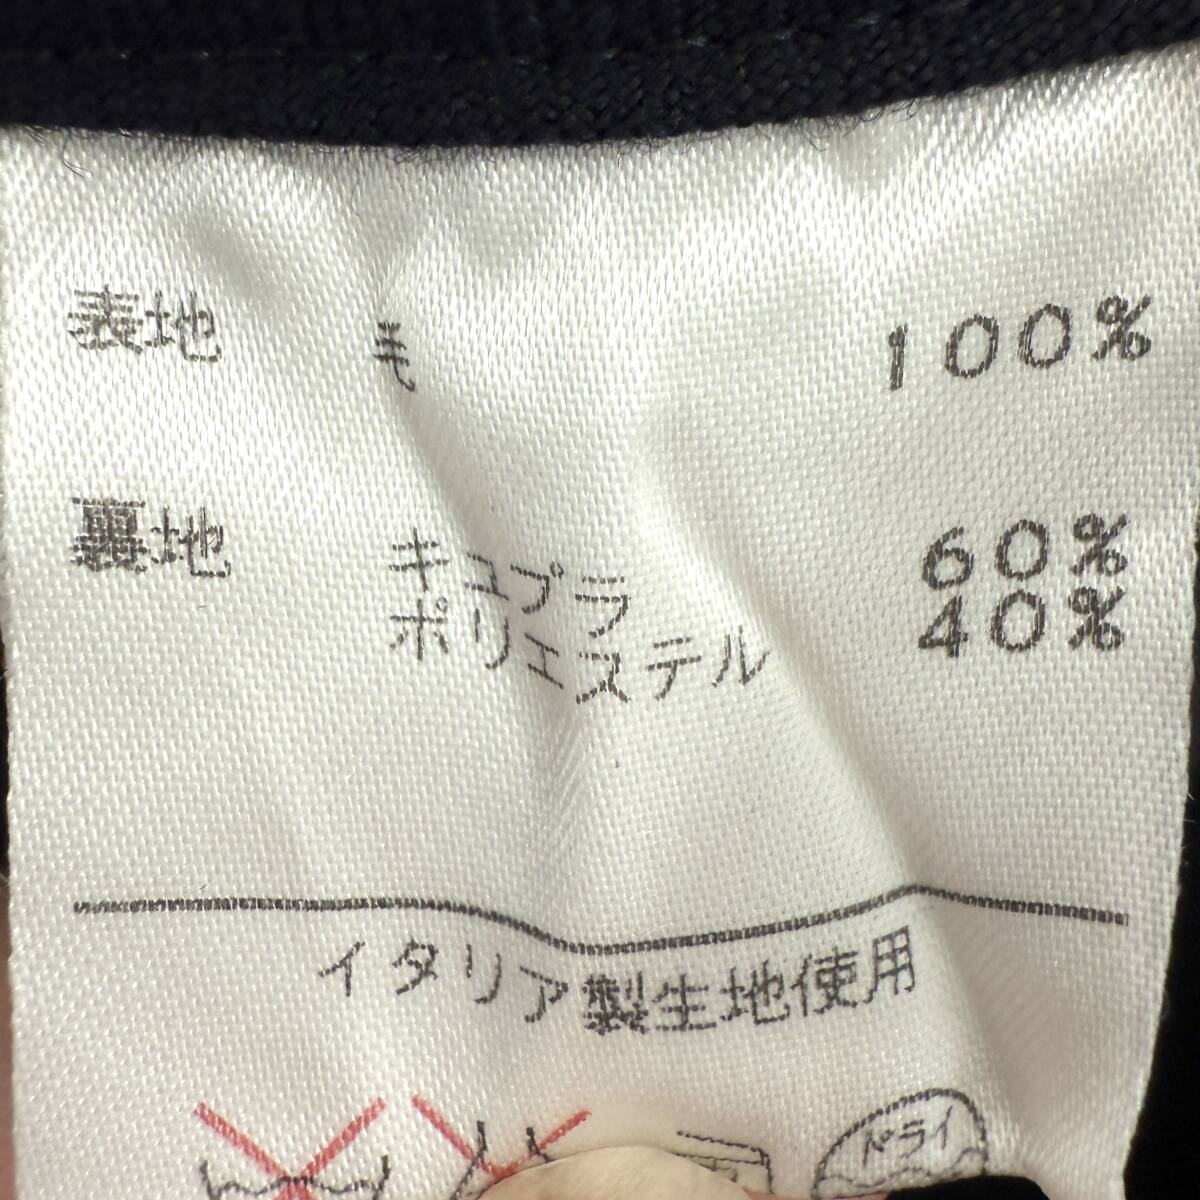 表地 毛 100%
裏地 キュプラ 60%
ポリエステル 40%
イタリア製生地使用
ドライ